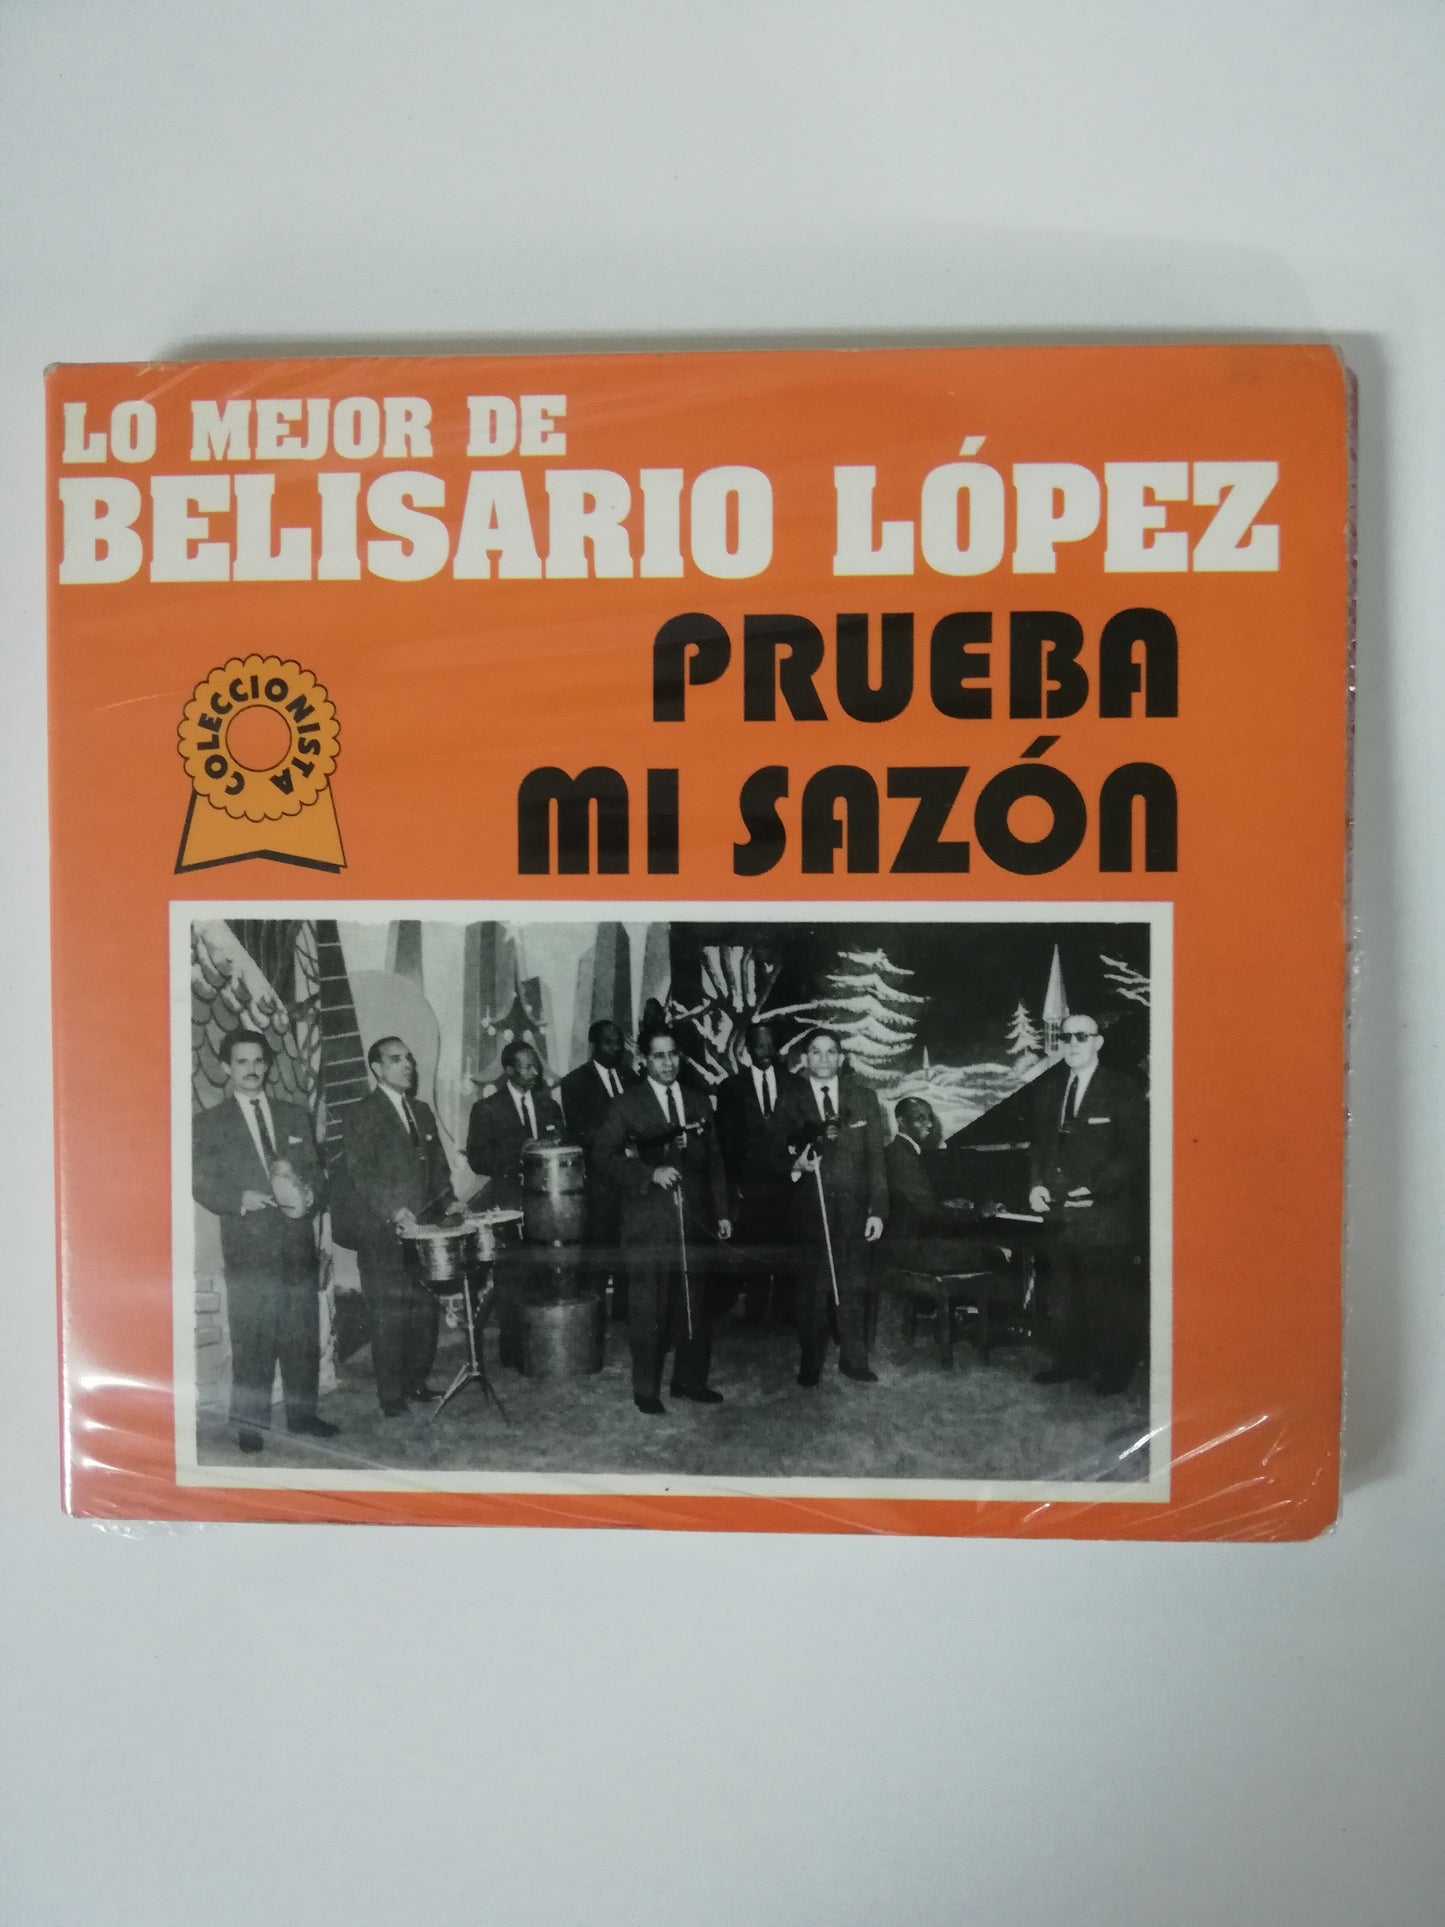 LO MEJOR DE
BELISARIO LÓPEZ
PRUEBA
MI SAZÓN
COLECCIONISTA